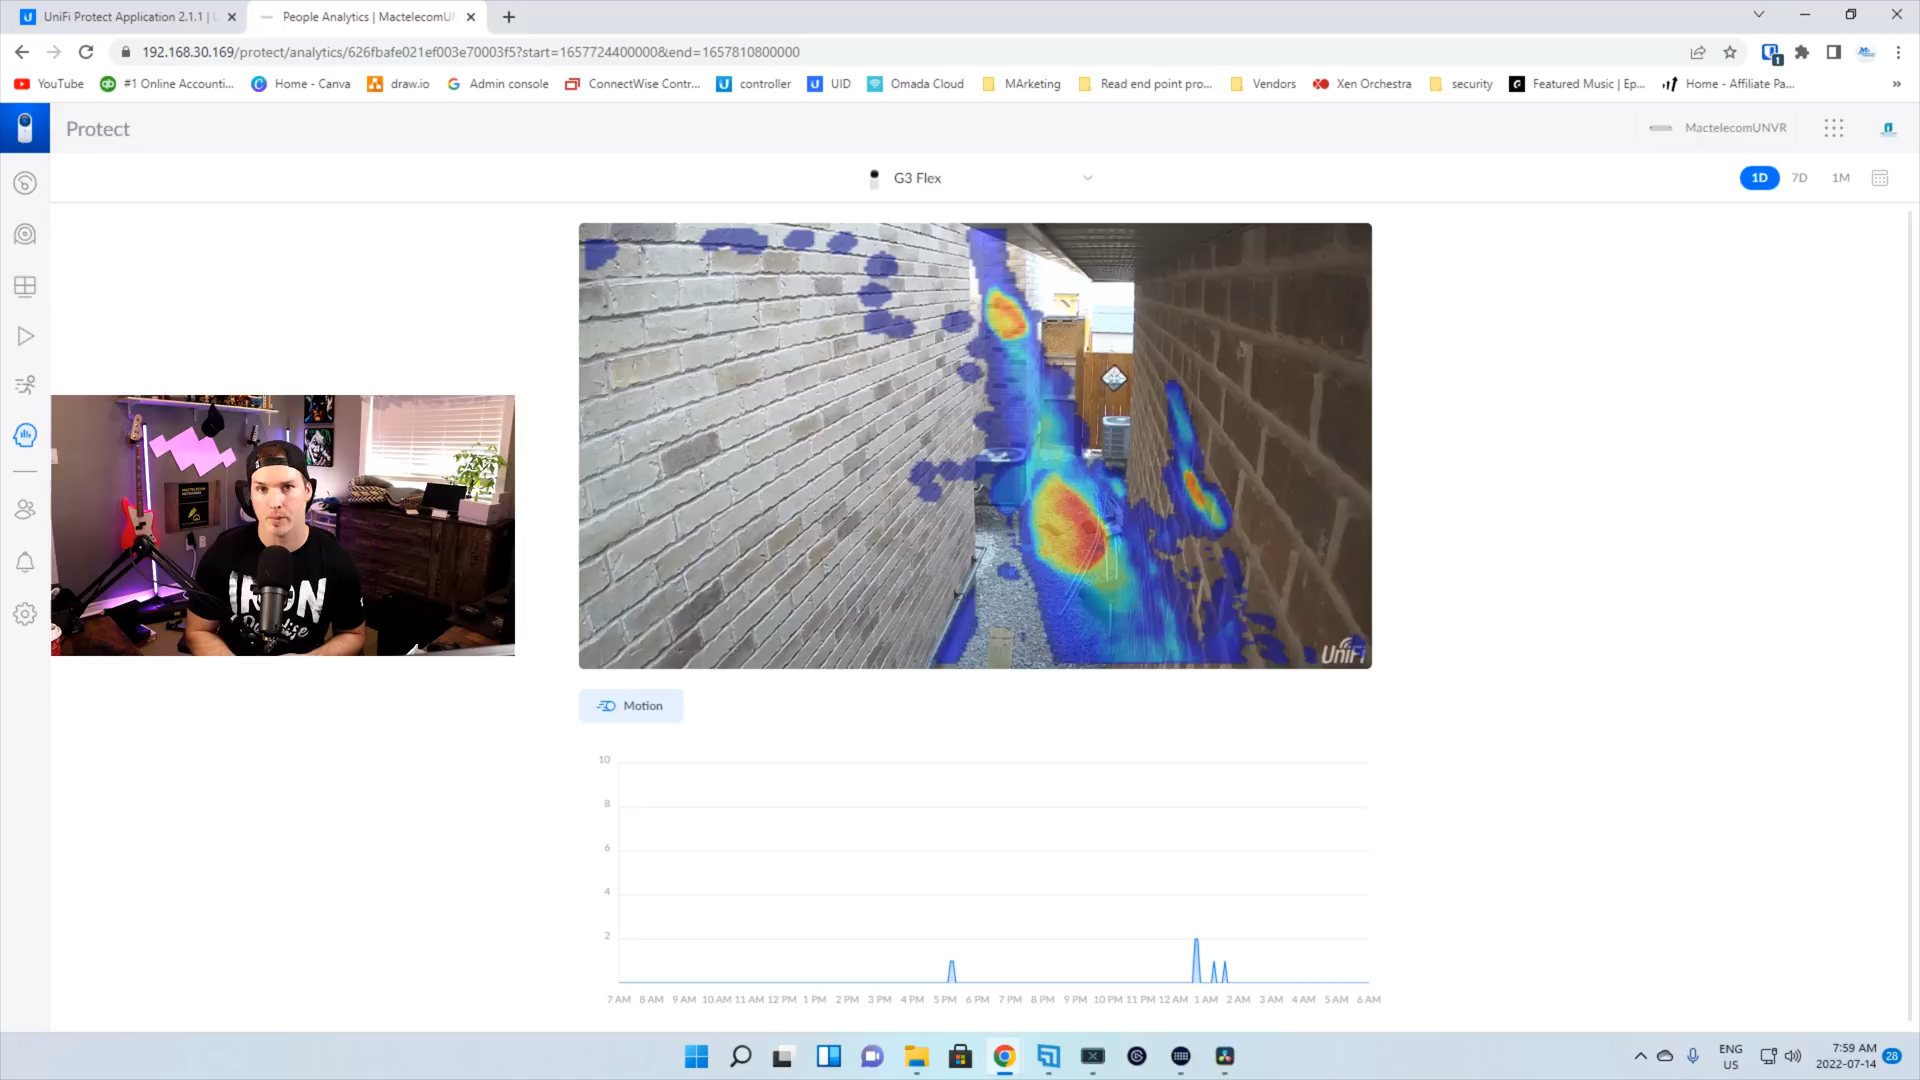 UniFi Protect Application 2.1.1 |
People Analytics | MactelecomU
192.168.30.169/protect/analytics/626fbafe021ef003e70003f5?start=1657724400000&end=1657810800000
YouTube
#1 Online Accounti...
Home - Canva
draw.io
Admin console
ConnectWise Contr...
controller
UID
Omada Cloud
MArketing
Read end point pro...
Vendors
Xen Orchestra
security
Featured Music | Ep...
Home - Affiliate Pa...
Protect
MactelecomUNVR
G3 Flex
1D 7D 1M
UniFi
IRON
Motion
10
8
6
4
2
7 AM 8 AM 9 AM 10 AM 11 AM 12 PM 1 PM 2 PM 3 PM 4 PM 5 PM 6 PM 7 PM 8 PM 9 PM 10 PM 11 PM 12 AM 1 AM 2 AM 3 AM 4 AM 5 AM 6 AM
ENG
US
7:59 AM
2022-07-14
28